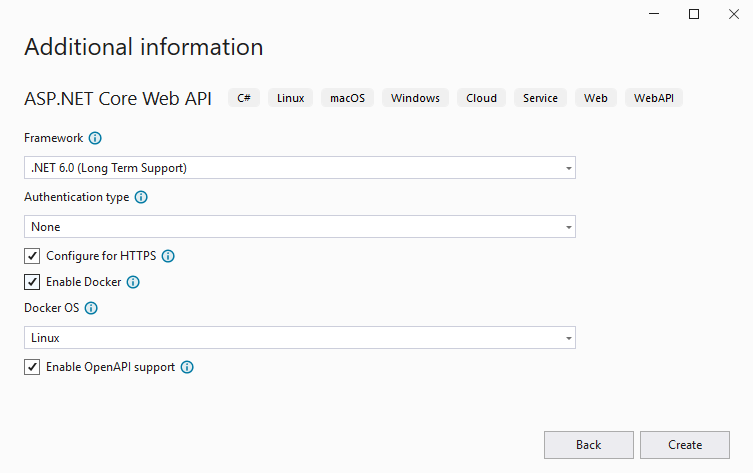 Additional information
ASP.NET Core Web API C# Linux macOS Windows Cloud Service Web WebAPI
Framework
.NET 6.0 (Long Term Support)
Authentication type
None
Configure for HTTPS
Enable Docker
Docker OS
Linux
Enable OpenAPI support
Back Create